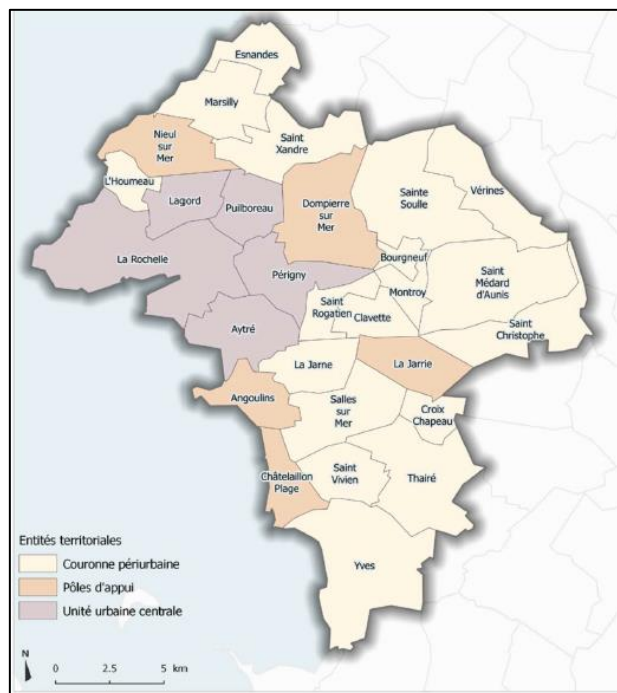 Esnandes
Marsilly
Nieul
sur
Mer
Saint
Xandre
L'Houmeau
Lagord
Puilboreau
Dompierre
sur
Mer
Sainte
Soulle
Vérines
La Rochelle
Périgny
Bourgneuf
Saint
Médard
d'Aunis
Montroy
Saint
Rogatien
Clavette
Aytré
Saint
Christophe
La Jarne
La Jarrie
Angoulins
Salles
sur
Mer
Croix
Chapeau
Châtelaillon
Plage
Saint
Vivien
Thairé
Yves
Entités territoriales
Couronne périurbaine
Pôles d'appui
Unité urbaine centrale
N
0 2.5 5 km